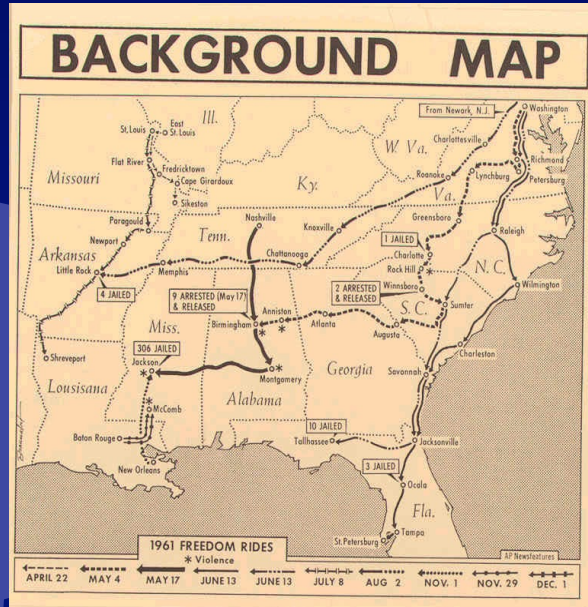 BACKGROUND MAP
From Newark, N.J.
Washington
Ill.
East
St. Louis
St. Louis
Charlottesville
W. Va.
Richmond
Flat River
Fredricktown
Cape Girardoux
Roanoke
Va.
Lynchburg
Petersburg
Missouri
Ky.
Sikeston
Greensboro
Nashville
Paragould
Knoxville
Raleigh
1 JAILED
Newport
Tenn.
Chattanooga
Charlotte
Arkansas
Rock Hill
N. C.
Little Rock
Memphis
2 ARRESTED
& RELEASED
Winnsboro
Wilmington
4 JAILED
9 ARRESTED (May 17)
& RELEASED
Anniston
S. C.
Sumter
Miss.
Birmingham
Atlanta
Augusta
306 JAILED
Charleston
Shreveport
Jackson
Georgia
Savannah
Montgomery
Lousisana
Alabama
McComb
10 JAILED
Baton Rouge
Tallhassee
Jacksonville
New Orleans
3 JAILED
Ocala
Fla.
Tampa
St. Petersburg
1961 FREEDOM RIDES
* Violence
AP Newsfeatures
APRIL 22 MAY 4 MAY 17 JUNE 13 JUNE 13 JULY 8 AUG 2 NOV. 1 NOV. 29 DEC. 1